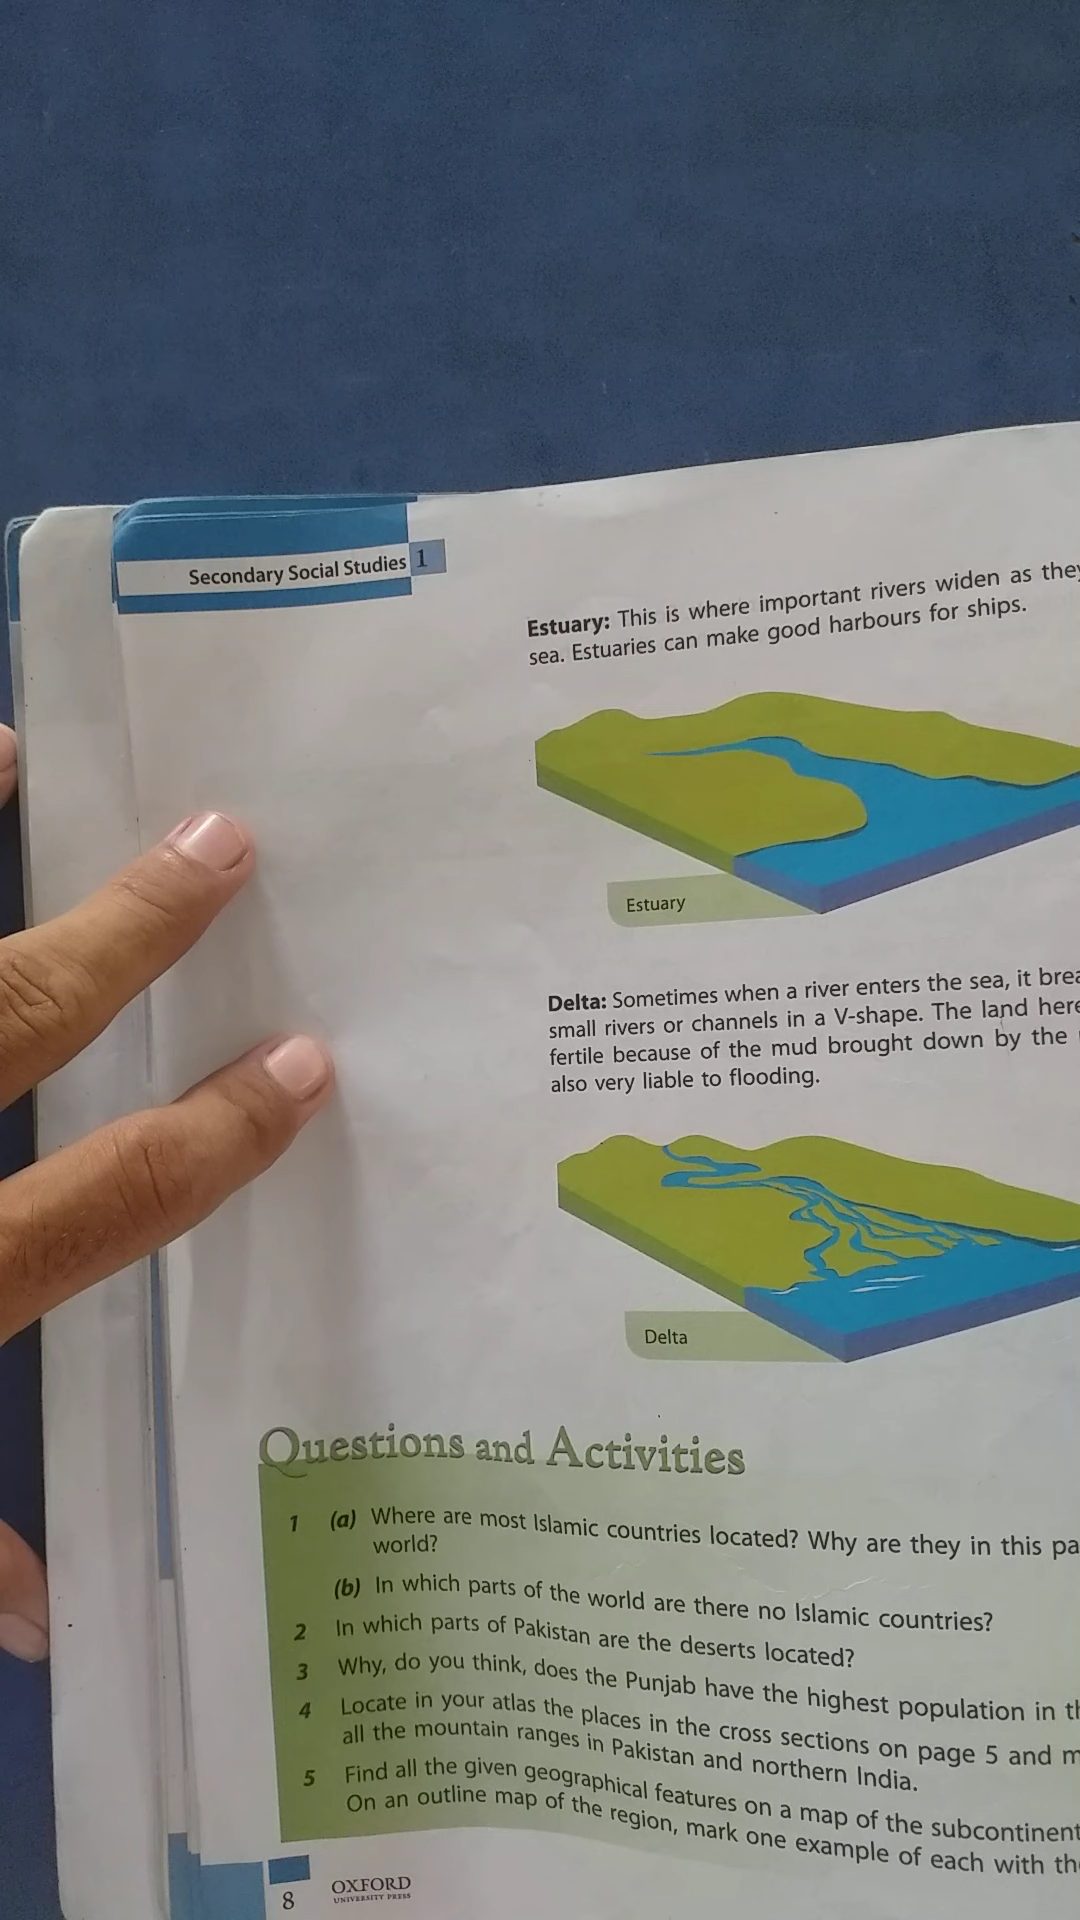 Secondary Social Studies 1
Estuary: This is where important rivers widen as they
sea. Estuaries can make good harbours for ships.
Estuary
Delta: Sometimes when a river enters the sea, it
small rivers or channels in a V-shape. The land here
fertile because of the mud brought down by the
also very liable to flooding.
Delta
Questions and Activities
1 (a) Where are most Islamic countries located? Why are they in this
world?
(b) In which parts of the world are there no Islamic countries?
2 In which parts of Pakistan are the deserts located?
3 Why, do you think, does the Punjab have the highest population in
4 Locate in your atlas the places in the cross sections on page 5 and
all the mountain ranges in Pakistan and northern India.
5 Find all the given geographical features on a map of the subcontinent
On an outline map of the region, mark one example of each with
8
OXFORD
UNIVERSITY PRESS